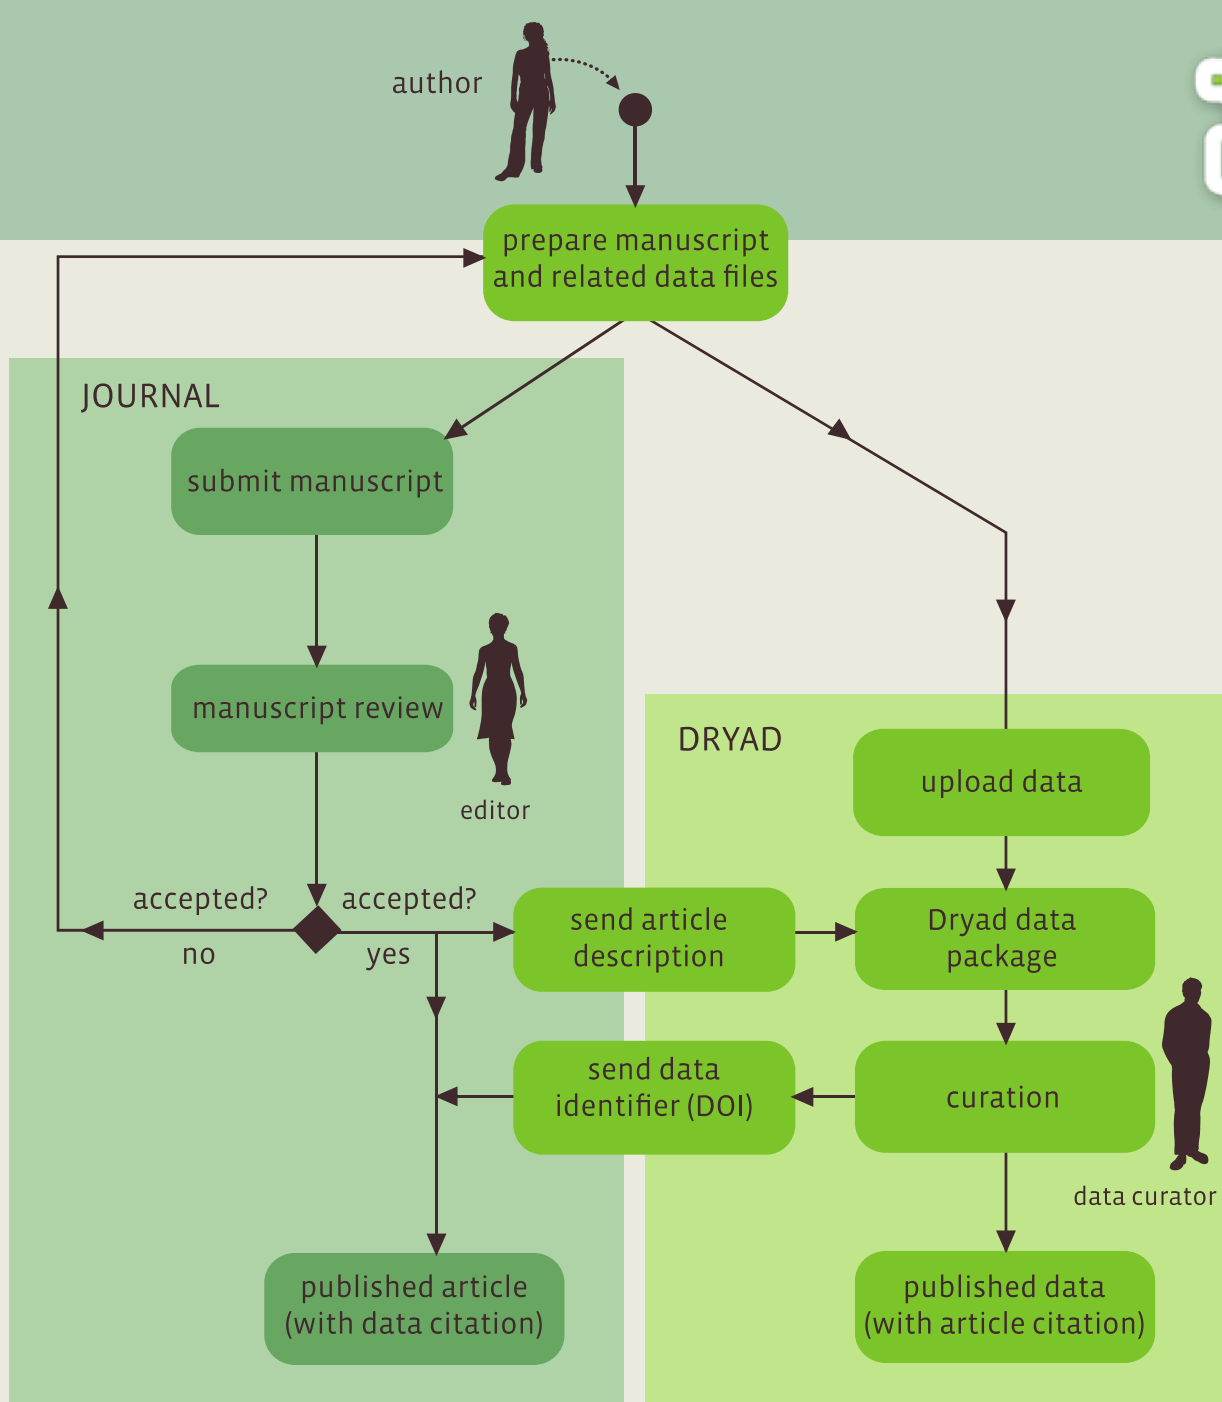 author
prepare manuscript
and related data files
JOURNAL
submit manuscript
manuscript review
editor
DRYAD
upload data
accepted?
no
accepted?
yes
send article
description
Dryad data
package
send data
identifier (DOI)
curation
data curator
published article
(with data citation)
published data
(with article citation)